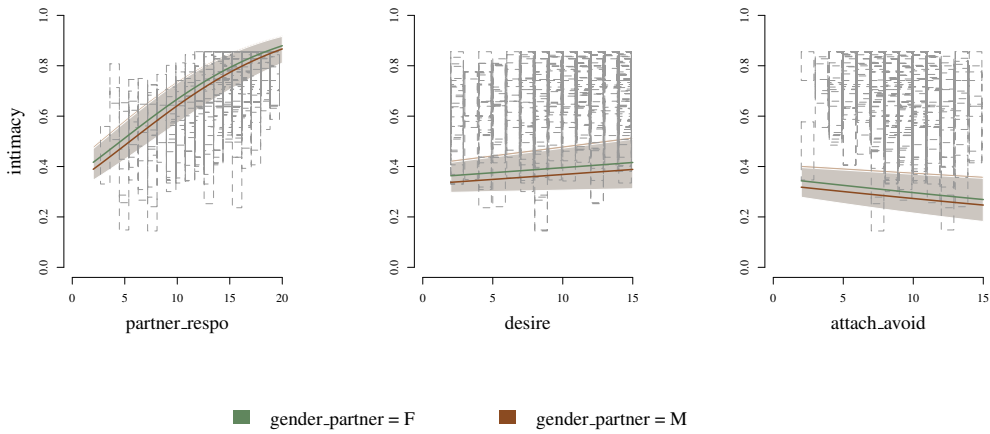 intimacy
0.0 0.2 0.4 0.6 0.8 1.0
0 5 10 15 20
partner_respo
0.0 0.2 0.4 0.6 0.8 1.0
0 5 10 15
desire
0.0 0.2 0.4 0.6 0.8 1.0
0 5 10 15
attach_avoid
gender_partner = F
gender_partner = M